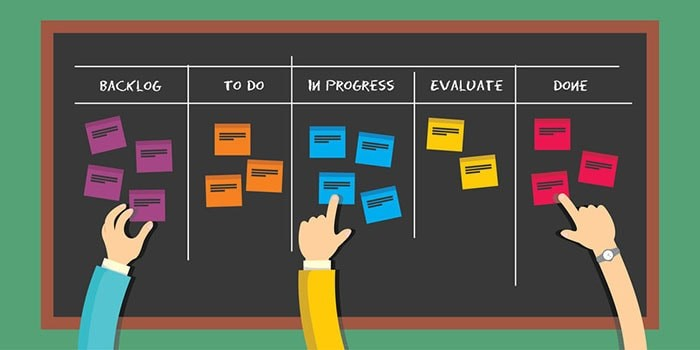 BACKLOG
TO DO
IN PROGRESS
EVALUATE
DONE